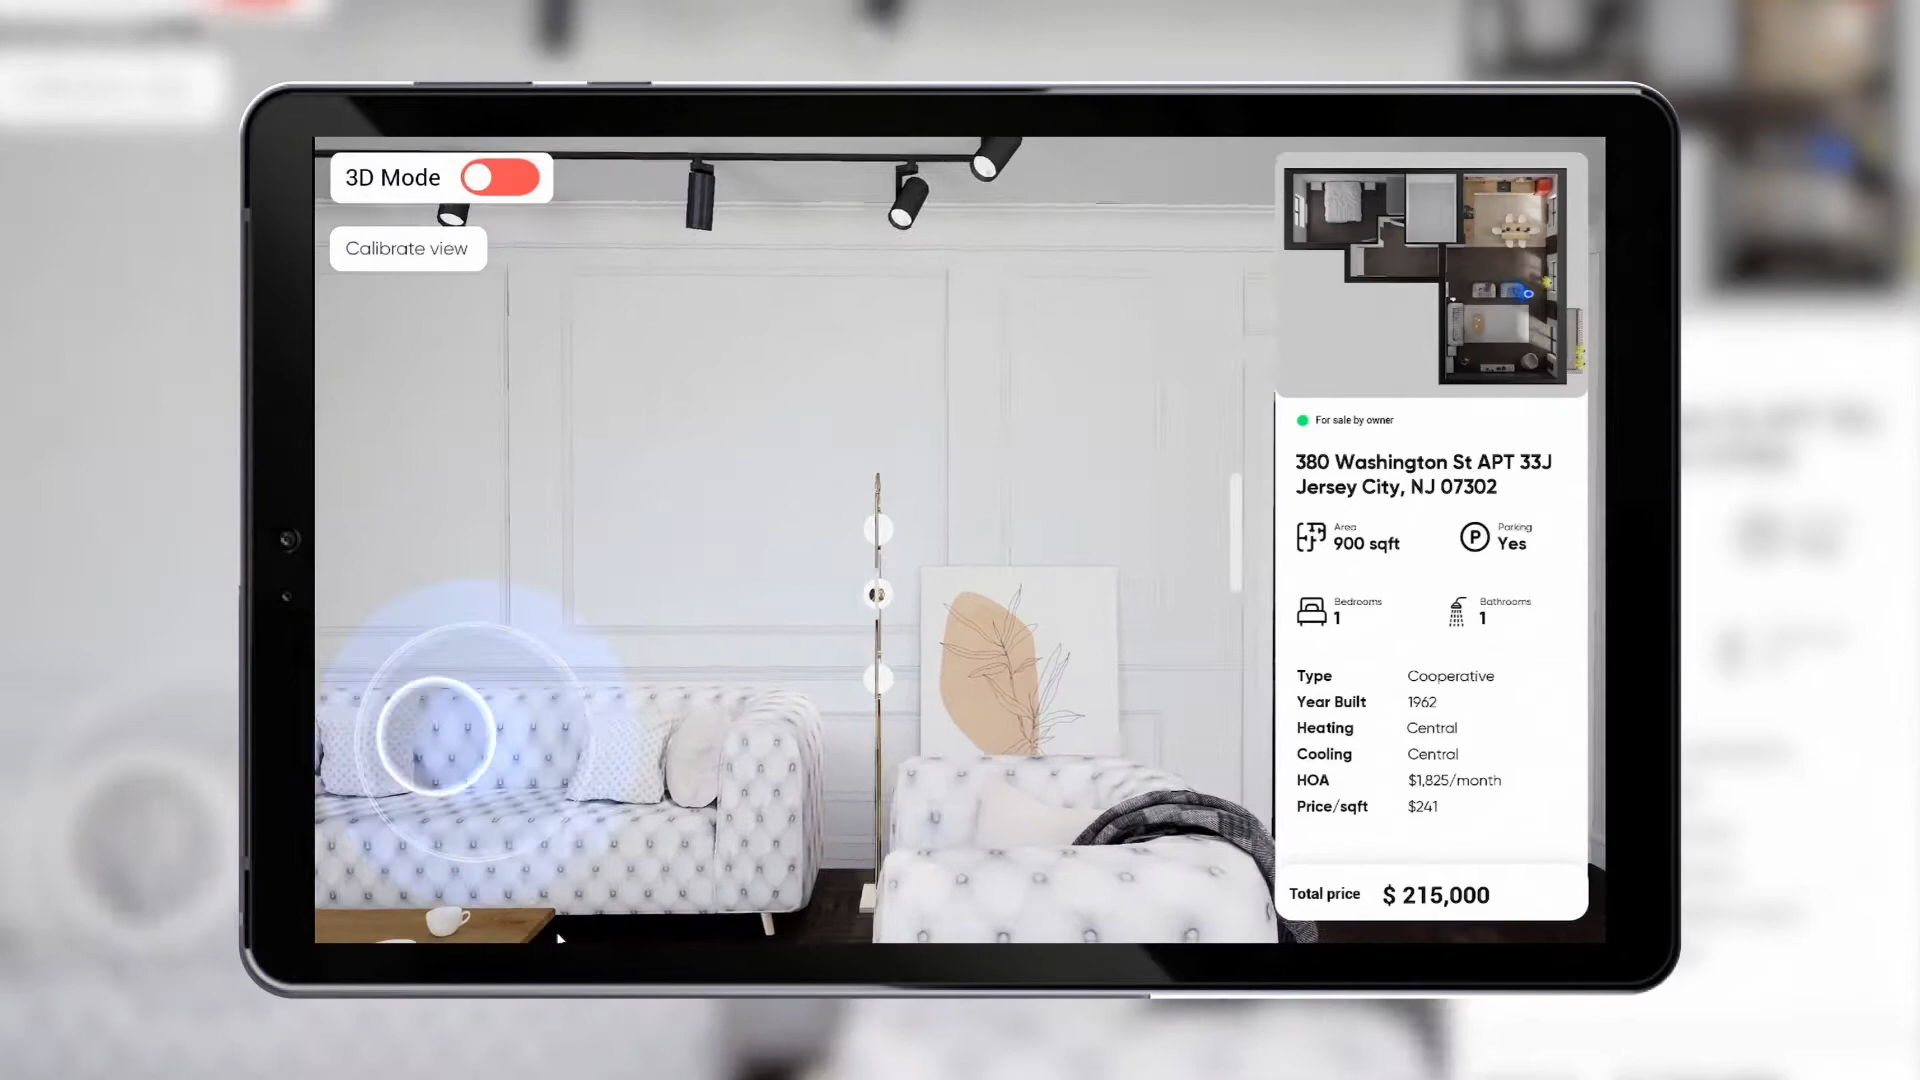 3D Mode
Calibrate view
For sale by owner
380 Washington St APT 33J
Jersey City, NJ 07302
Area
900 sqft
P
Parking
Yes
Bedrooms
1
Bathrooms
1
Type Cooperative
Year Built 1962
Heating Central
Cooling Central
HOA $1,825/month
Price/sqft $241
Total price $ 215,000